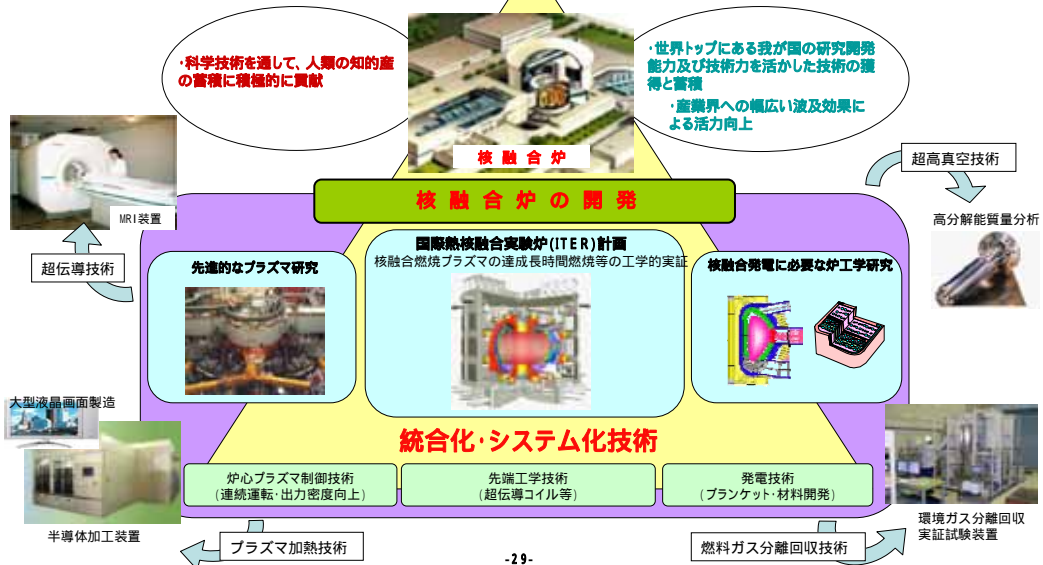 ・科学技術を通して、人類の知的産
の蓄積に積極的に貢献
・世界トップにある我が国の研究開発
能力及び技術力を活かした技術の獲
得と蓄積
・産業界への幅広い波及効果に
よる活力向上
核 融 合 炉
超高真空技術
MRI装置
核 融 合 炉 の 開 発
高分解能質量分析
超伝導技術
先進的なプラズマ研究
国際熱核融合実験炉(ITER)計画
核融合燃焼プラズマの達成長時間燃焼等の工学的実証
核融合発電に必要な炉工学研究
大型液晶画面製造
統合化・システム化技術
炉心プラズマ制御技術
(連続運転・出力密度向上)
先端工学技術
(超伝導コイル等)
発電技術
(ブランケット・材料開発)
半導体加工装置
環境ガス分離回収
実証試験装置
プラズマ加熱技術
燃料ガス分離回収技術
-29-